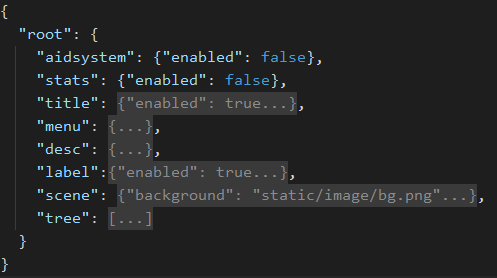 {
"root": {
"aidsystem": {"enabled": false},
"stats": {"enabled": false},
"title": {"enabled": true...},
"menu": {...},
"desc": {...},
"label":{"enabled": true...},
"scene": {"background": "static/image/bg.png"...},
"tree": [...]
}
}